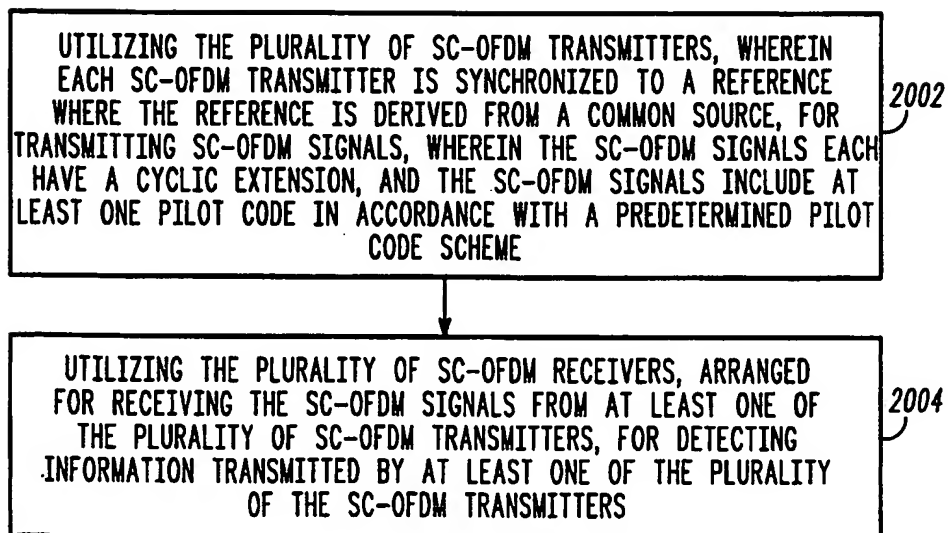 UTILIZING THE PLURALITY OF SC-OFDM TRANSMITTERS, WHEREIN
EACH SC-OFDM TRANSMITTER IS SYNCHRONIZED TO A REFERENCE
WHERE THE REFERENCE IS DERIVED FROM A COMMON SOURCE, FOR
TRANSMITTING SC-OFDM SIGNALS, WHEREIN THE SC-OFDM SIGNALS EACH
HAVE A CYCLIC EXTENSION, AND THE SC-OFDM SIGNALS INCLUDE AT
LEAST ONE PILOT CODE IN ACCORDANCE WITH A PREDETERMINED PILOT
CODE SCHEME
2002
UTILIZING THE PLURALITY OF SC-OFDM RECEIVERS, ARRANGED
FOR RECEIVING THE SC-OFDM SIGNALS FROM AT LEAST ONE OF
THE PLURALITY OF SC-OFDM TRANSMITTERS, FOR DETECTING
INFORMATION TRANSMITTED BY AT LEAST ONE OF THE PLURALITY
OF THE SC-OFDM TRANSMITTERS
2004